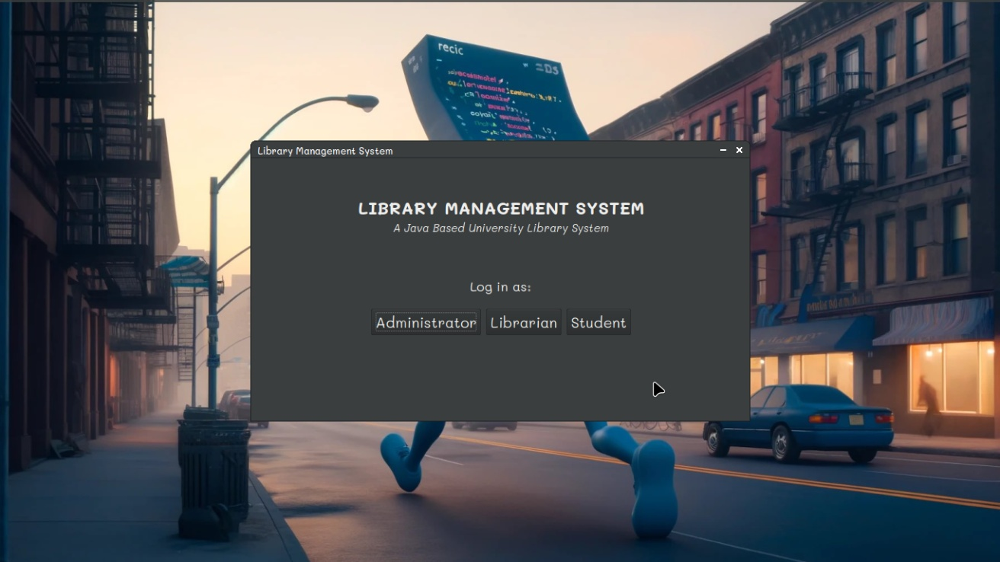 recic
Library Management System
LIBRARY MANAGEMENT SYSTEM
A Java Based University Library System
Log in as:
Administrator Librarian Student